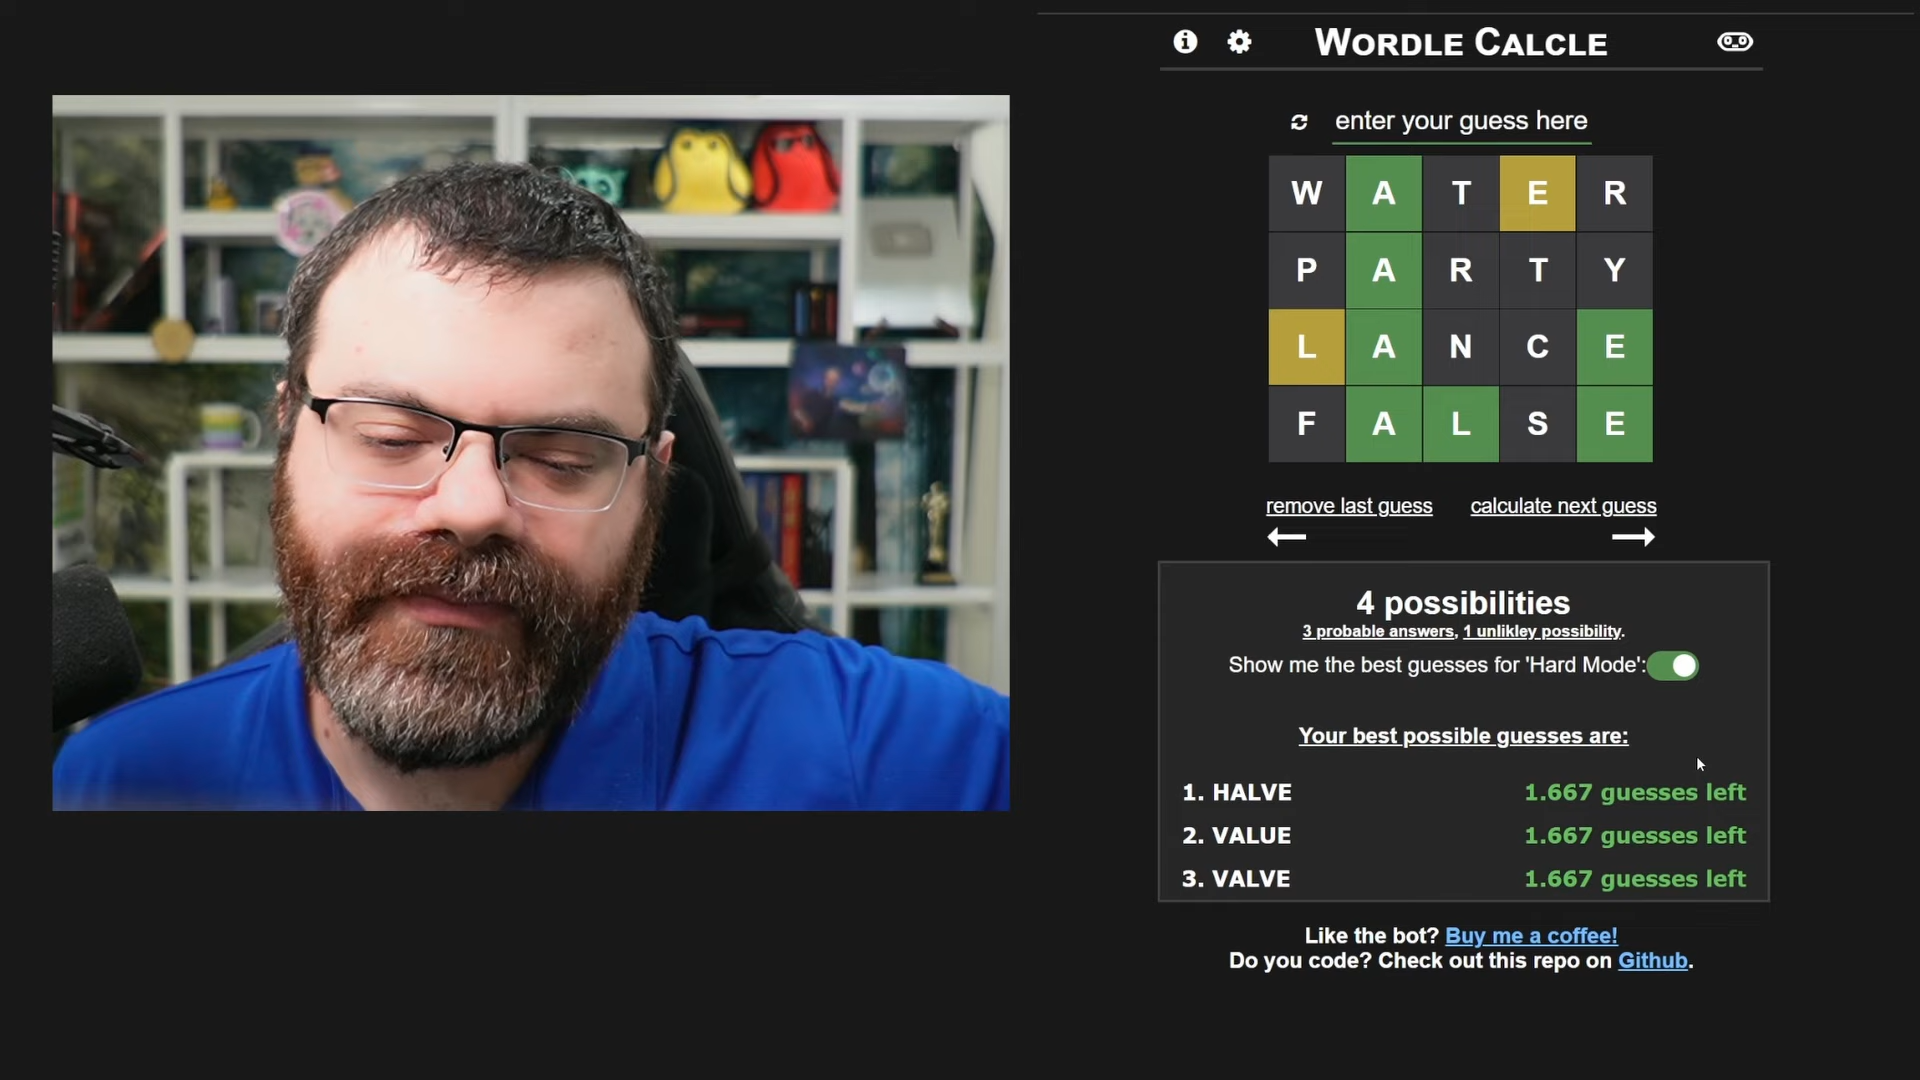 WORDLE CALCLE
enter your guess here
W A T E R
P A R T Y
L A N C E
F A L S E
remove last guess calculate next guess
4 possibilities
3 probable answers, 1 unlikley possibility.
Show me the best guesses for 'Hard Mode':
Your best possible guesses are:
1. HALVE 1.667 guesses left
2. VALUE 1.667 guesses left
3. VALVE 1.667 guesses left
Like the bot? Buy me a coffee!
Do you code? Check out this repo on Github.